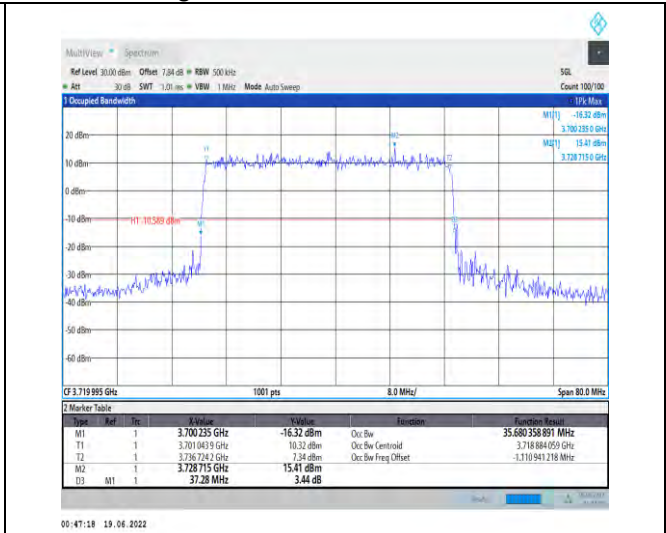 MultiView Spectrum
Ref Level 30.00 dBm Offset 7.84 dB RBW 500 kHz SGL
Att 30 dB SWT 1.01 ms VBW 1 MHz Mode Auto Sweep Count 100/100
1 Occupied Bandwidth 1Pk Max
M1[1] -16.32 dBm
3.700 235 0 GHz
M2[1] 15.41 dBm
3.728 715 0 GHz
20 dBm
10 dBm
0 dBm
-10 dBm
H1 -10.589 dBm
-20 dBm
-30 dBm
-40 dBm
-50 dBm
-60 dBm
T1
M2
T2
M1
CF 3.719 995 GHz 1001 pts 8.0 MHz/ Span 80.0 MHz
2 Marker Table
Type Ref Trc X-Value Y-Value Function Function Result
M1 1 3.700 235 GHz -16.32 dBm Occ Bw 35.680 358 891 MHz
T1 1 3.701 043 9 GHz 10.32 dBm Occ Bw Centroid 3.718 884 059 GHz
T2 1 3.736 724 2 GHz 7.34 dBm Occ Bw Freq Offset -1.110 941 218 MHz
M2 1 3.728 715 GHz 15.41 dBm
D3 M1 1 37.28 MHz 3.44 dB
00:47:18 19.06.2022